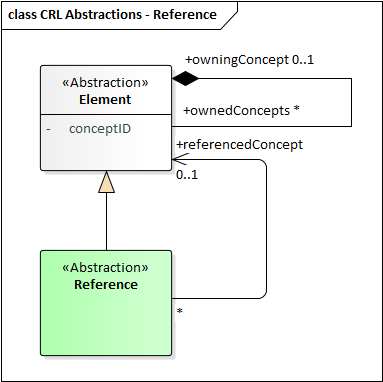 class CRL Abstractions - Reference
+owningConcept 0..1
«Abstraction»
Element
- conceptID
+ownedConcepts *
+referencedConcept
0..1
«Abstraction»
Reference
*